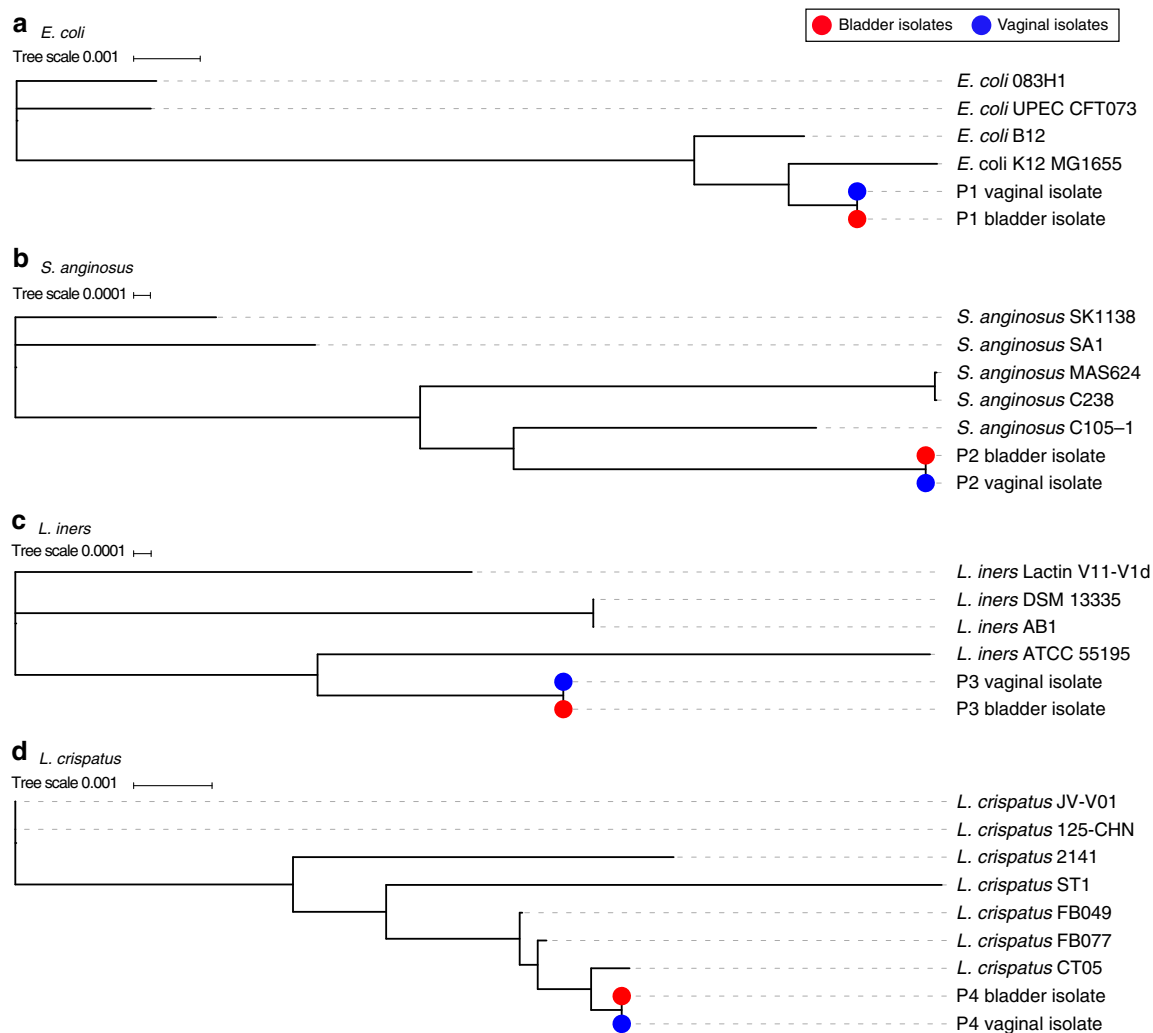 a
E. coli
Bladder isolates
Vaginal isolates
Tree scale 0.001
E. coli 083H1
E. coli UPEC CFT073
E. coli B12
E. coli K12 MG1655
P1 vaginal isolate
P1 bladder isolate
b
S. anginosus
Tree scale 0.0001
S. anginosus SK1138
S. anginosus SA1
S. anginosus MAS624
S. anginosus C238
S. anginosus C105–1
P2 bladder isolate
P2 vaginal isolate
c
L. iners
Tree scale 0.0001
L. iners Lactin V11-V1d
L. iners DSM 13335
L. iners AB1
L. iners ATCC 55195
P3 vaginal isolate
P3 bladder isolate
d
L. crispatus
Tree scale 0.001
L. crispatus JV-V01
L. crispatus 125-CHN
L. crispatus 2141
L. crispatus ST1
L. crispatus FB049
L. crispatus FB077
L. crispatus CT05
P4 bladder isolate
P4 vaginal isolate